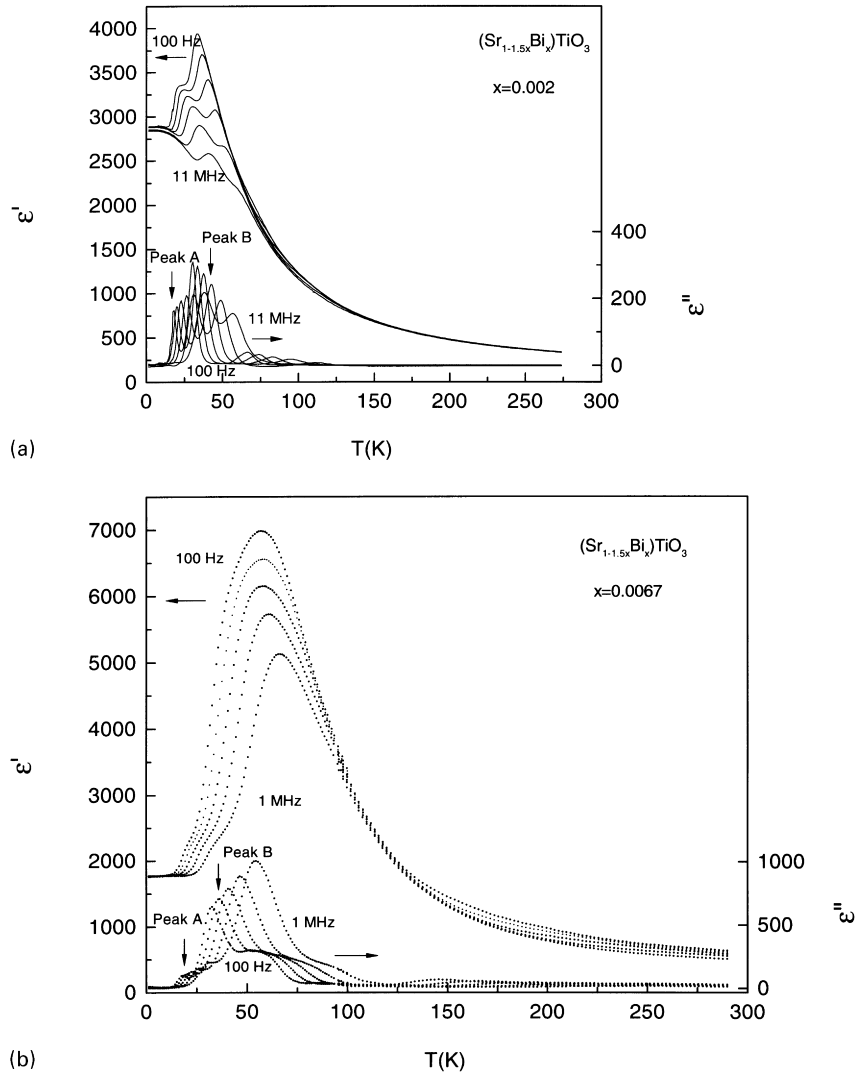 4000
3500
3000
2500
2000
1500
1000
500
0
ε'
100 Hz
11 MHz
(Sr1-1.5xBix)TiO3
x=0.002
400
200
0
ε''
Peak A
Peak B
11 MHz
100 Hz
0 50 100 150 200 250 300
(a)
T(K)
7000
6000
5000
4000
3000
2000
1000
0
ε'
100 Hz
1 MHz
(Sr1-1.5xBix)TiO3
x=0.0067
1000
500
0
ε''
Peak B
Peak A
1 MHz
100 Hz
0 50 100 150 200 250 300
(b)
T(K)